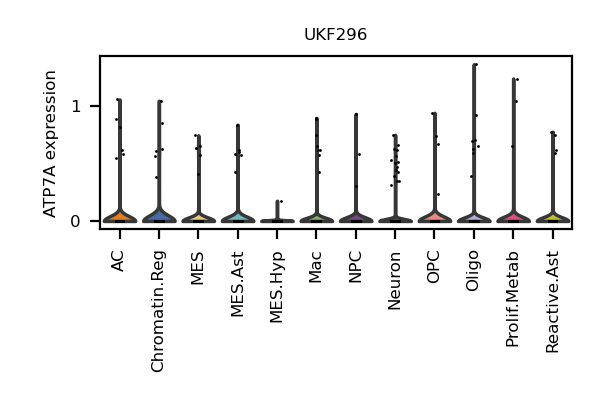 UKF296
ATP7A expression
1
0
AC
Chromatin.Reg
MES
MES.Ast
MES.Hyp
Mac
NPC
Neuron
OPC
Oligo
Prolif.Metab
Reactive.Ast